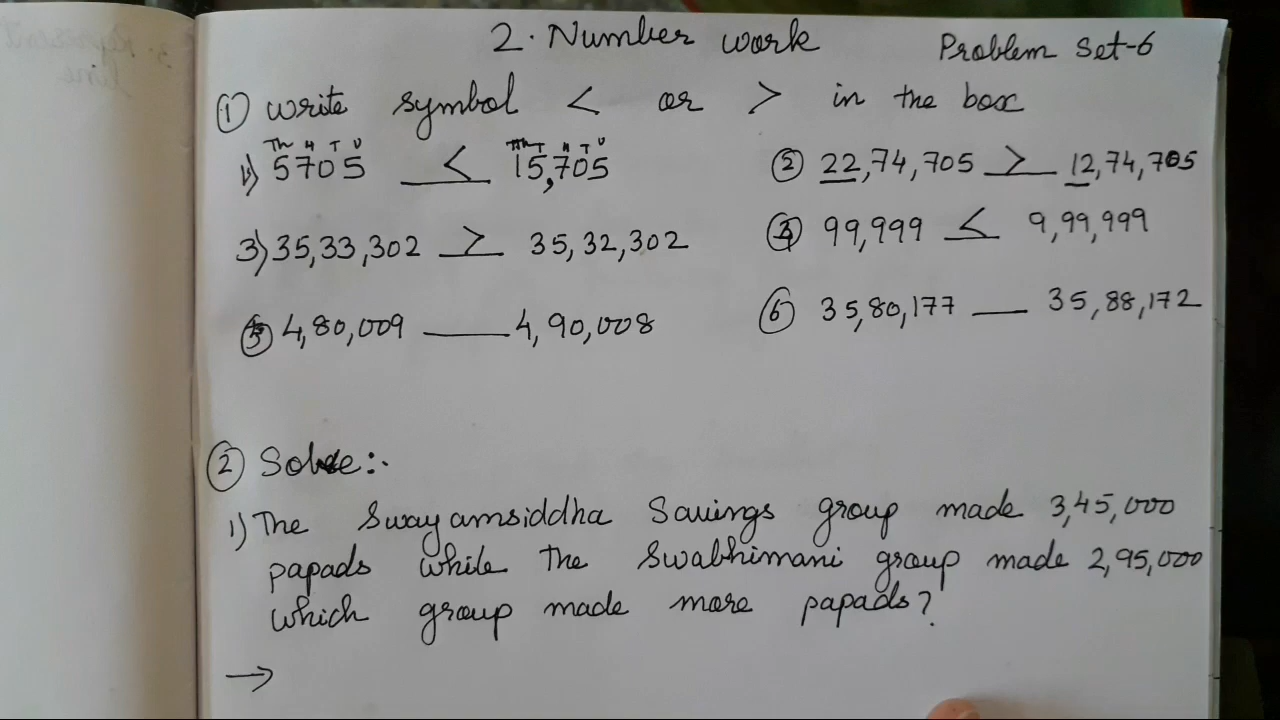 2. Number work Problem Set-6
① Write symbol < or > in the box
Th H T U TTh T H T U
1) 5705 < 15,705 ② 22,74,705 > 12,74,705
3) 35,33,302 > 35,32,302 ④ 99,999 < 9,99,999
⑤ 4,80,009 ___ 4,90,008 ⑥ 35,80,177 ___ 35,88,172
② Solve:-
1) The Swayamsiddha Savings group made 3,45,000
papads while the Swabhimani group made 2,95,000
which group made more papads?
→